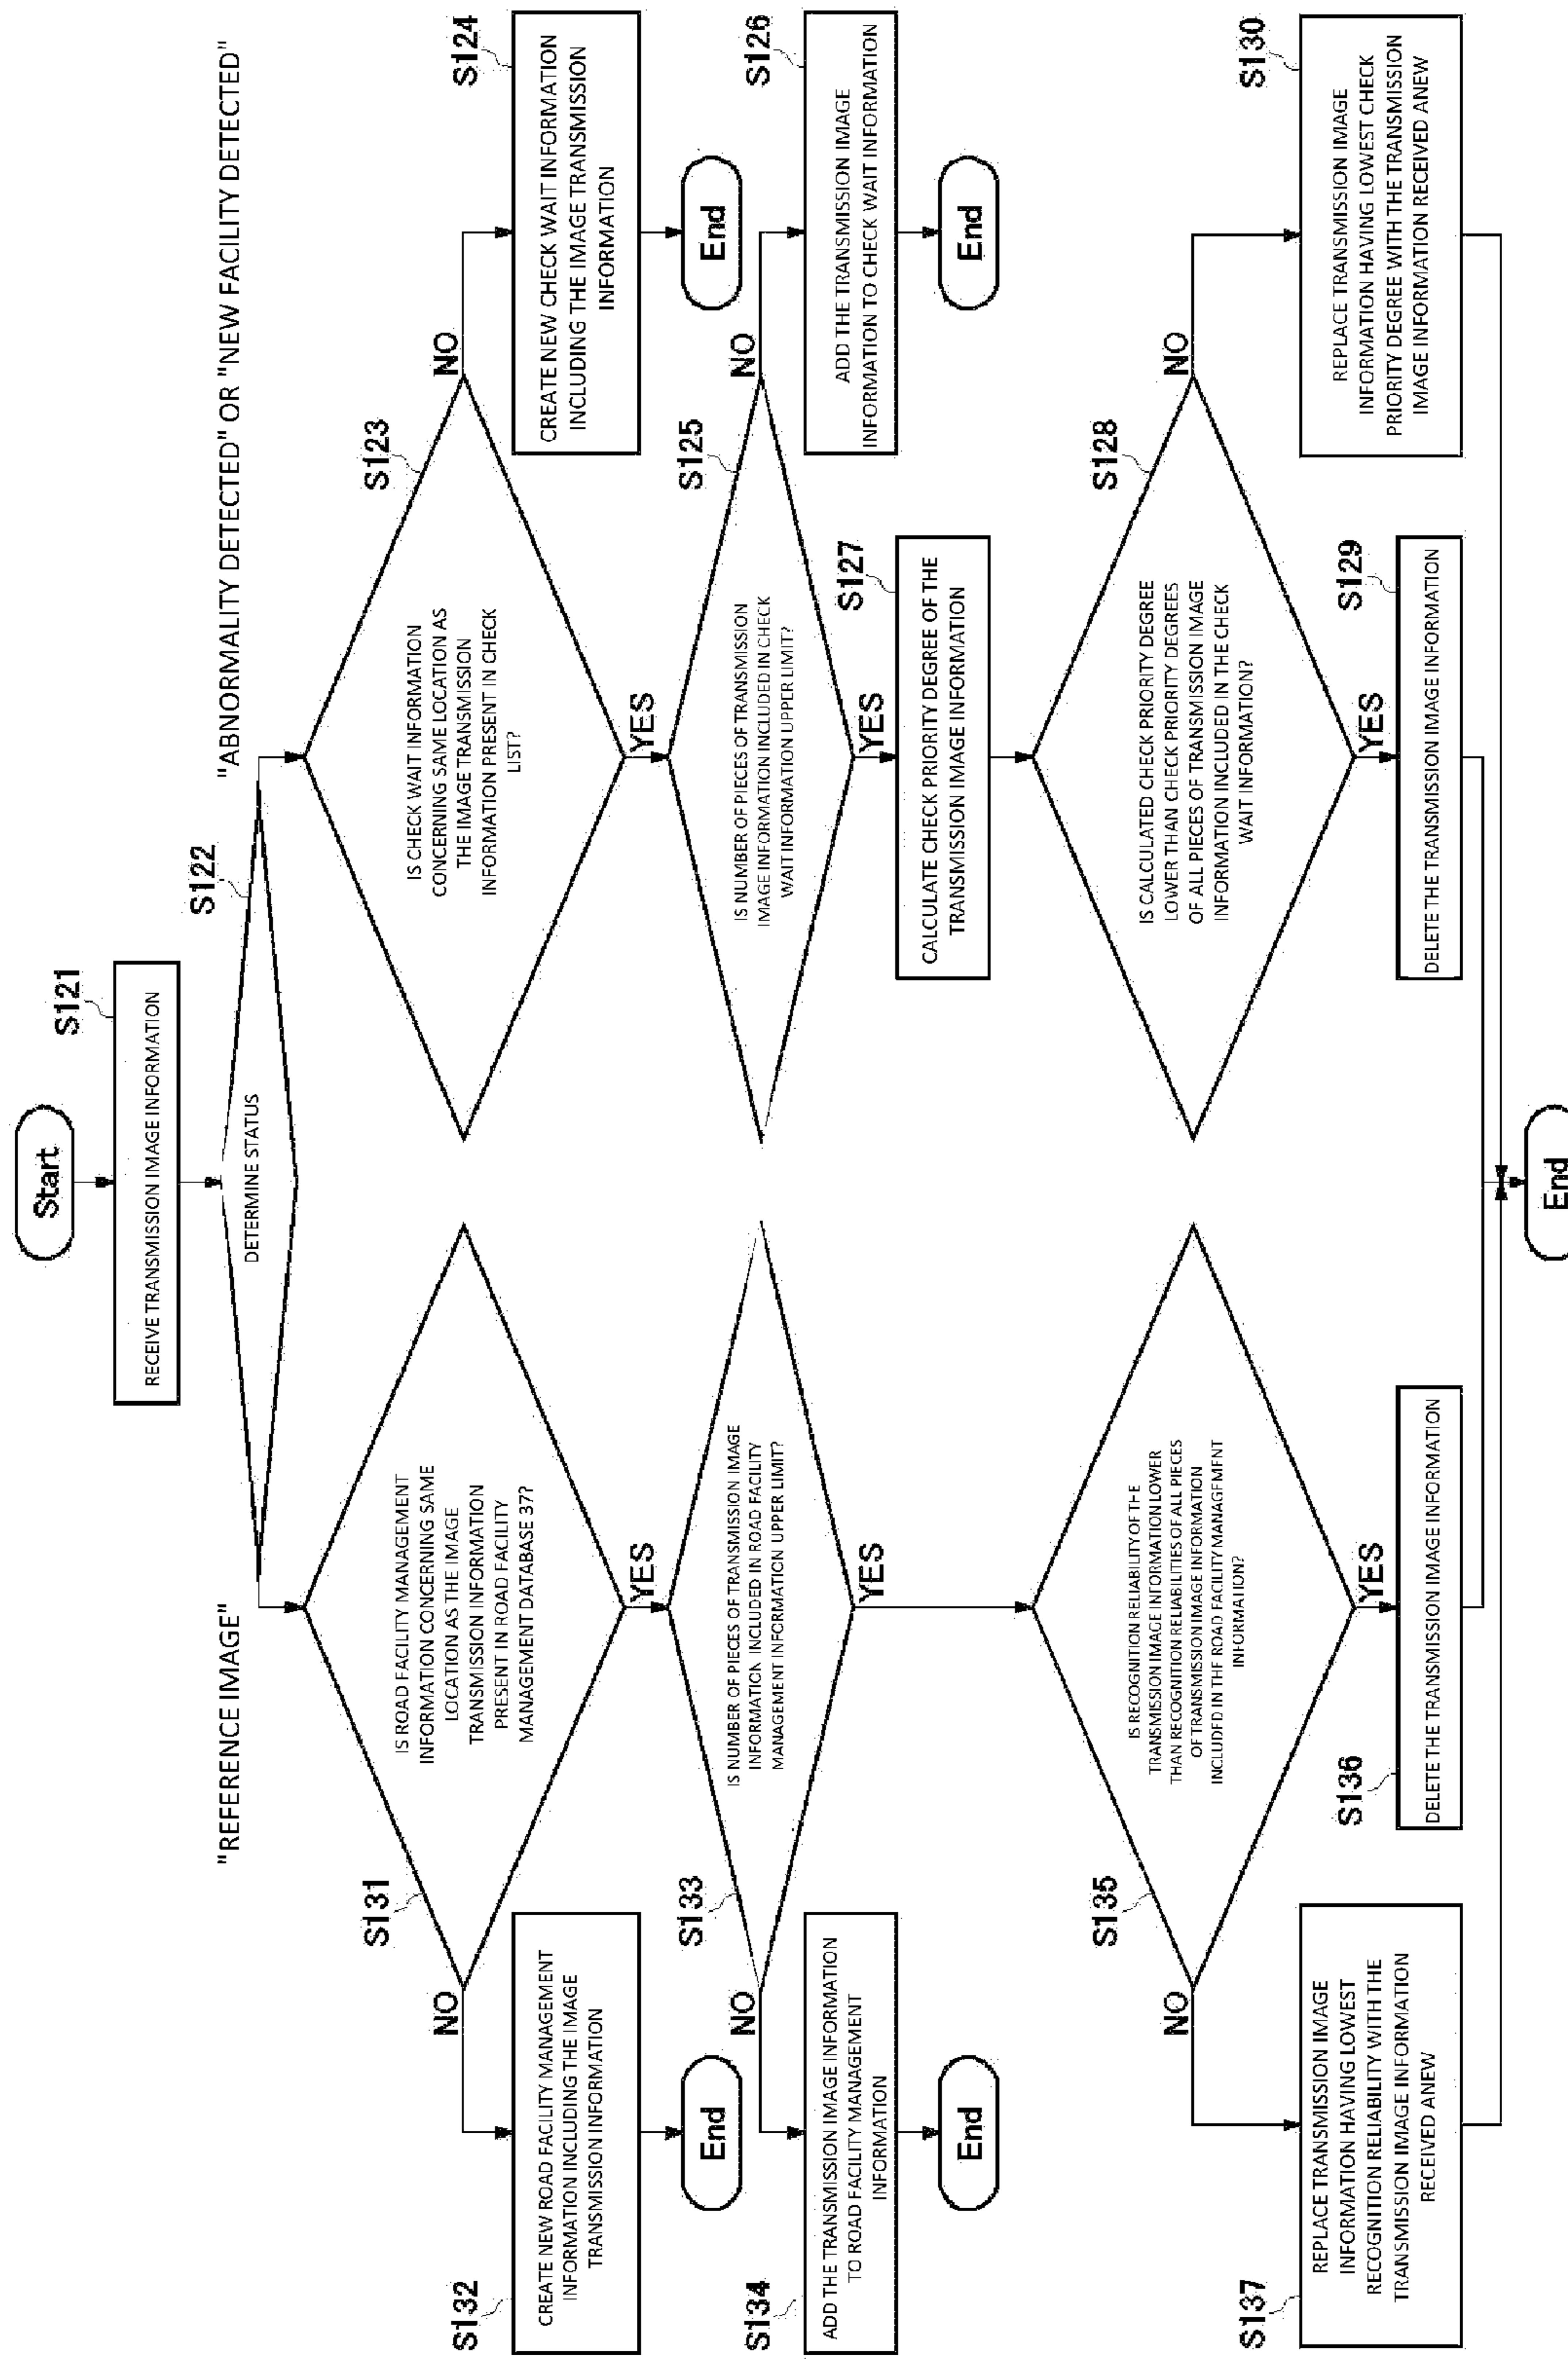 Start
S121
RECEIVE TRANSMISSION IMAGE INFORMATION
S122
DETERMINE STATUS
"REFERENCE IMAGE"
"ABNORMALITY DETECTED" OR "NEW FACILITY DETECTED"
S131
IS ROAD FACILITY MANAGEMENT
INFORMATION CONCERNING SAME
LOCATION AS THE IMAGE
TRANSMISSION INFORMATION
PRESENT IN ROAD FACILITY
MANAGEMENT DATABASE 37?
NO
YES
S132
CREATE NEW ROAD FACILITY MANAGEMENT
INFORMATION INCLUDING THE IMAGE
TRANSMISSION INFORMATION
End
S133
IS NUMBER OF PIECES OF TRANSMISSION IMAGE
INFORMATION INCLUDED IN ROAD FACILITY
MANAGEMENT INFORMATION UPPER LIMIT?
NO
YES
S134
ADD THE TRANSMISSION IMAGE INFORMATION
TO ROAD FACILITY MANAGEMENT
INFORMATION
End
S135
IS RECOGNITION RELIABILITY OF THE
TRANSMISSION IMAGE INFORMATION LOWER
THAN RECOGNITION RELIABILITIES OF ALL PIECES
OF TRANSMISSION IMAGE INFORMATION
INCLUDED IN THE ROAD FACILITY MANAGEMENT
INFORMATION?
NO
YES
S136
DELETE THE TRANSMISSION IMAGE INFORMATION
S137
REPLACE TRANSMISSION IMAGE
INFORMATION HAVING LOWEST
RECOGNITION RELIABILITY WITH THE
TRANSMISSION IMAGE INFORMATION
RECEIVED ANEW
S123
IS CHECK WAIT INFORMATION
CONCERNING SAME LOCATION AS
THE IMAGE TRANSMISSION
INFORMATION PRESENT IN CHECK
LIST?
NO
YES
S124
CREATE NEW CHECK WAIT INFORMATION
INCLUDING THE IMAGE TRANSMISSION
INFORMATION
End
S125
IS NUMBER OF PIECES OF TRANSMISSION
IMAGE INFORMATION INCLUDED IN CHECK
WAIT INFORMATION UPPER LIMIT?
NO
YES
S126
ADD THE TRANSMISSION IMAGE
INFORMATION TO CHECK WAIT INFORMATION
End
S127
CALCULATE CHECK PRIORITY DEGREE OF THE
TRANSMISSION IMAGE INFORMATION
S128
IS CALCULATED CHECK PRIORITY DEGREE
LOWER THAN CHECK PRIORITY DEGREES
OF ALL PIECES OF TRANSMISSION IMAGE
INFORMATION INCLUDED IN THE CHECK
WAIT INFORMATION?
NO
YES
S129
DELETE THE TRANSMISSION IMAGE INFORMATION
S130
REPLACE TRANSMISSION IMAGE
INFORMATION HAVING LOWEST CHECK
PRIORITY DEGREE WITH THE TRANSMISSION
IMAGE INFORMATION RECEIVED ANEW
End